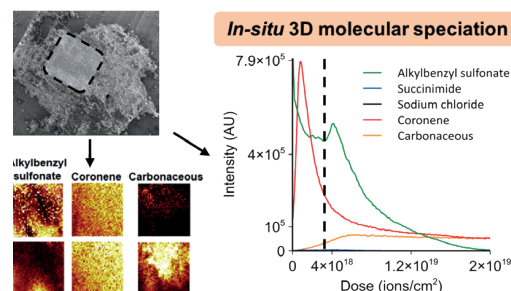 In-situ 3D molecular speciation
7.9×10⁵
4×10⁵
10⁵
0
Intensity (AU)
Alkylbenzyl sulfonate
Succinimide
Sodium chloride
Coronene
Carbonaceous
0
4×10¹⁸
1.2×10¹⁹
2×10¹⁹
Dose (ions/cm²)
Alkylbenzyl
sulfonate
Coronene
Carbonaceous